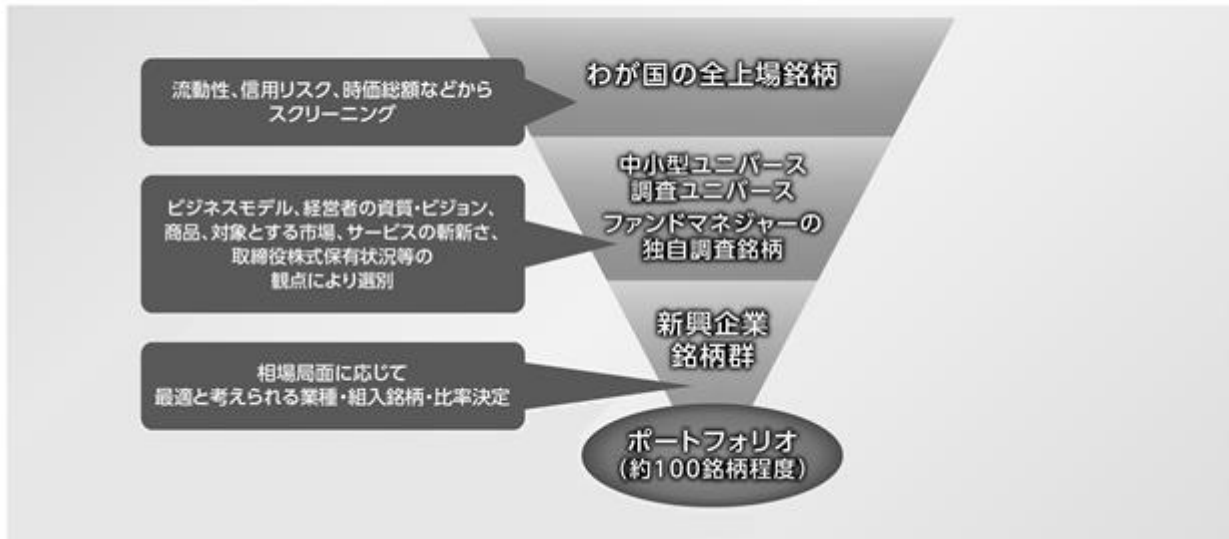 わが国の全上場銘柄
流動性、信用リスク、時価総額などから
スクリーニング
中小型ユニバース
調査ユニバース
ファンドマネジャーの
独自調査銘柄
ビジネスモデル、経営者の資質・ビジョン、
商品、対象とする市場、サービスの斬新さ、
取締役株式保有状況等の
観点により選別
新興企業
銘柄群
相場局面に応じて
最適と考えられる業種・組入銘柄・比率決定
ポートフォリオ
(約100銘柄程度)